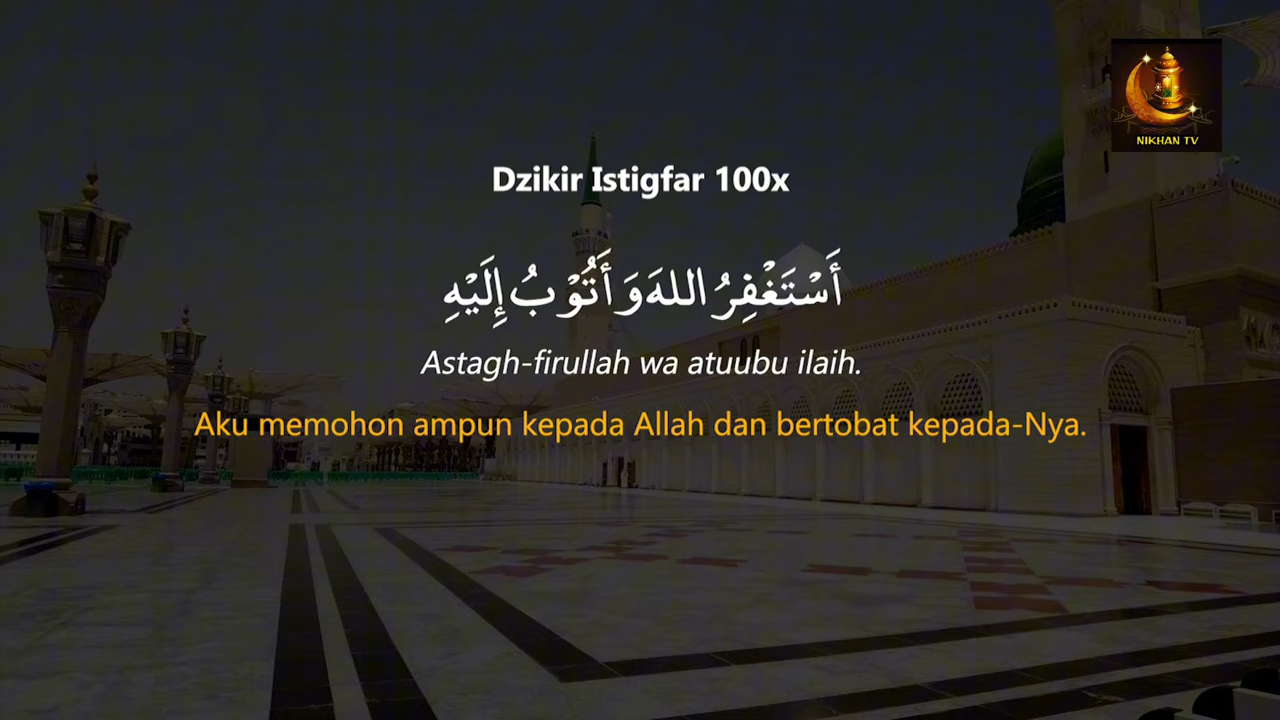 NIKHAN TV
Dzikir Istigfar 100x
أَسْتَغْفِرُ اللهَ وَ أَتُوْبُ إِلَيْهِ
Astagh-firullah wa atuubu ilaih.
Aku memohon ampun kepada Allah dan bertobat kepada-Nya.